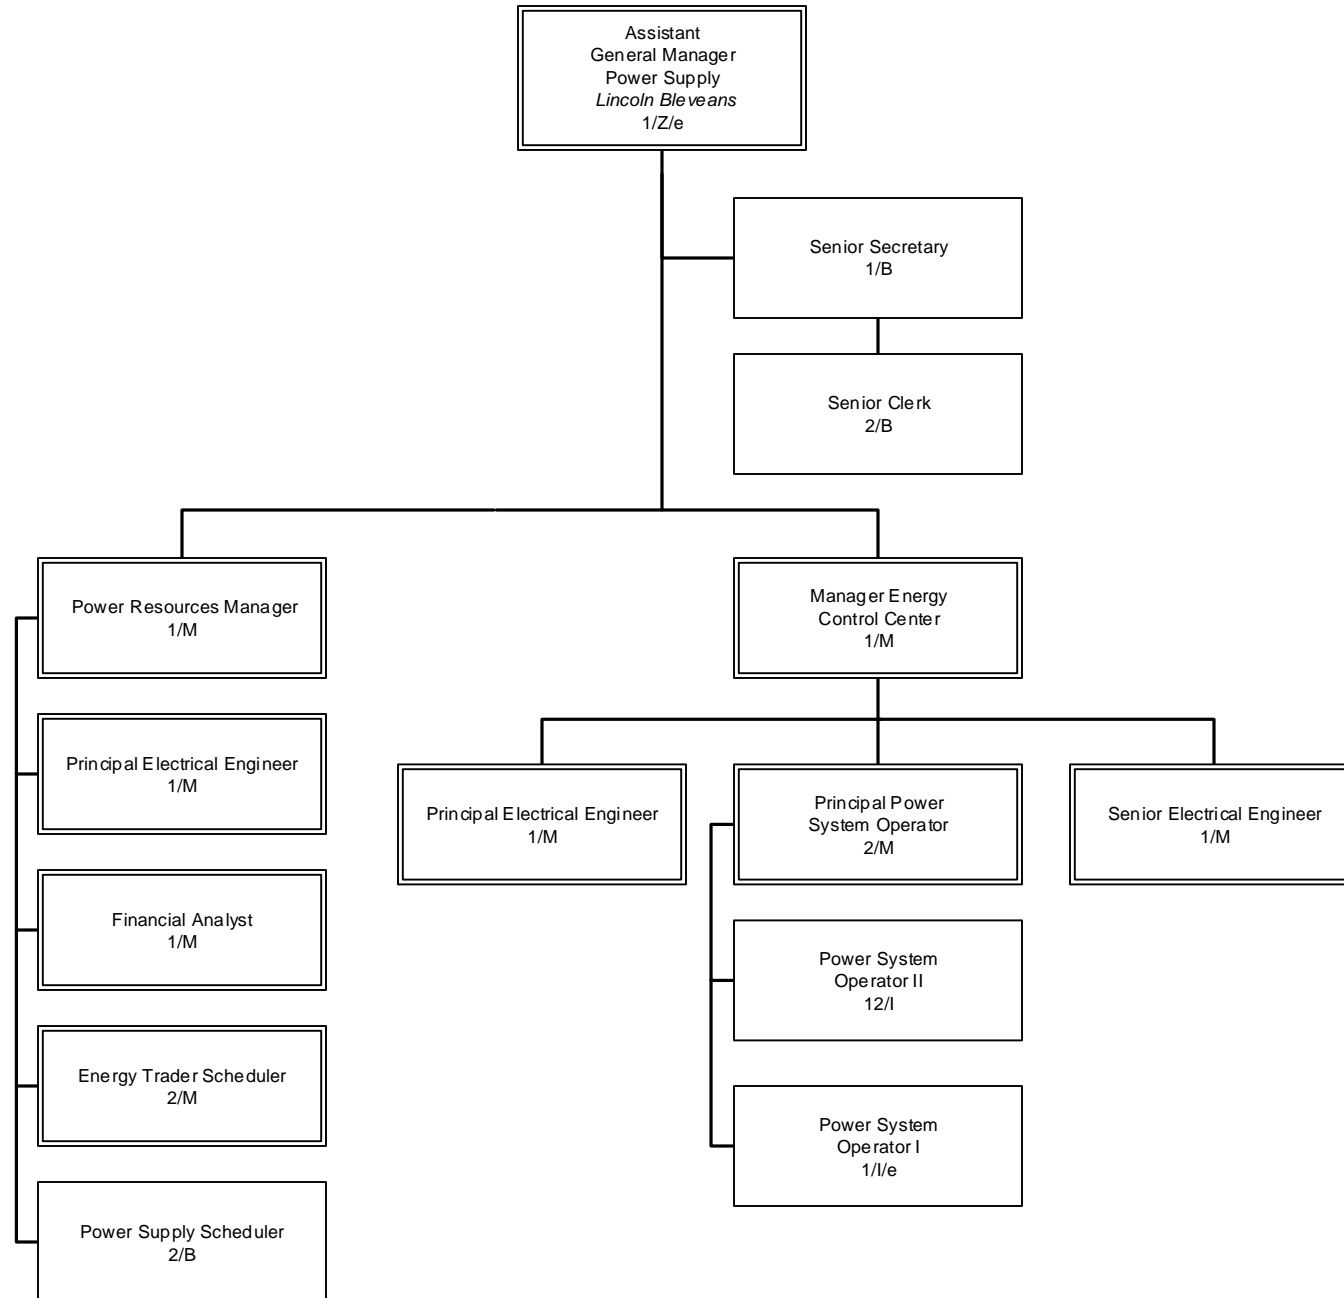 Assistant
General Manager
Power Supply
Lincoln Bleveans
1/Z/e
Senior Secretary
1/B
Senior Clerk
2/B
Power Resources Manager
1/M
Manager Energy
Control Center
1/M
Principal Electrical Engineer
1/M
Financial Analyst
1/M
Energy Trader Scheduler
2/M
Power Supply Scheduler
2/B
Principal Electrical Engineer
1/M
Principal Power
System Operator
2/M
Senior Electrical Engineer
1/M
Power System
Operator II
12/I
Power System
Operator I
1/I/e